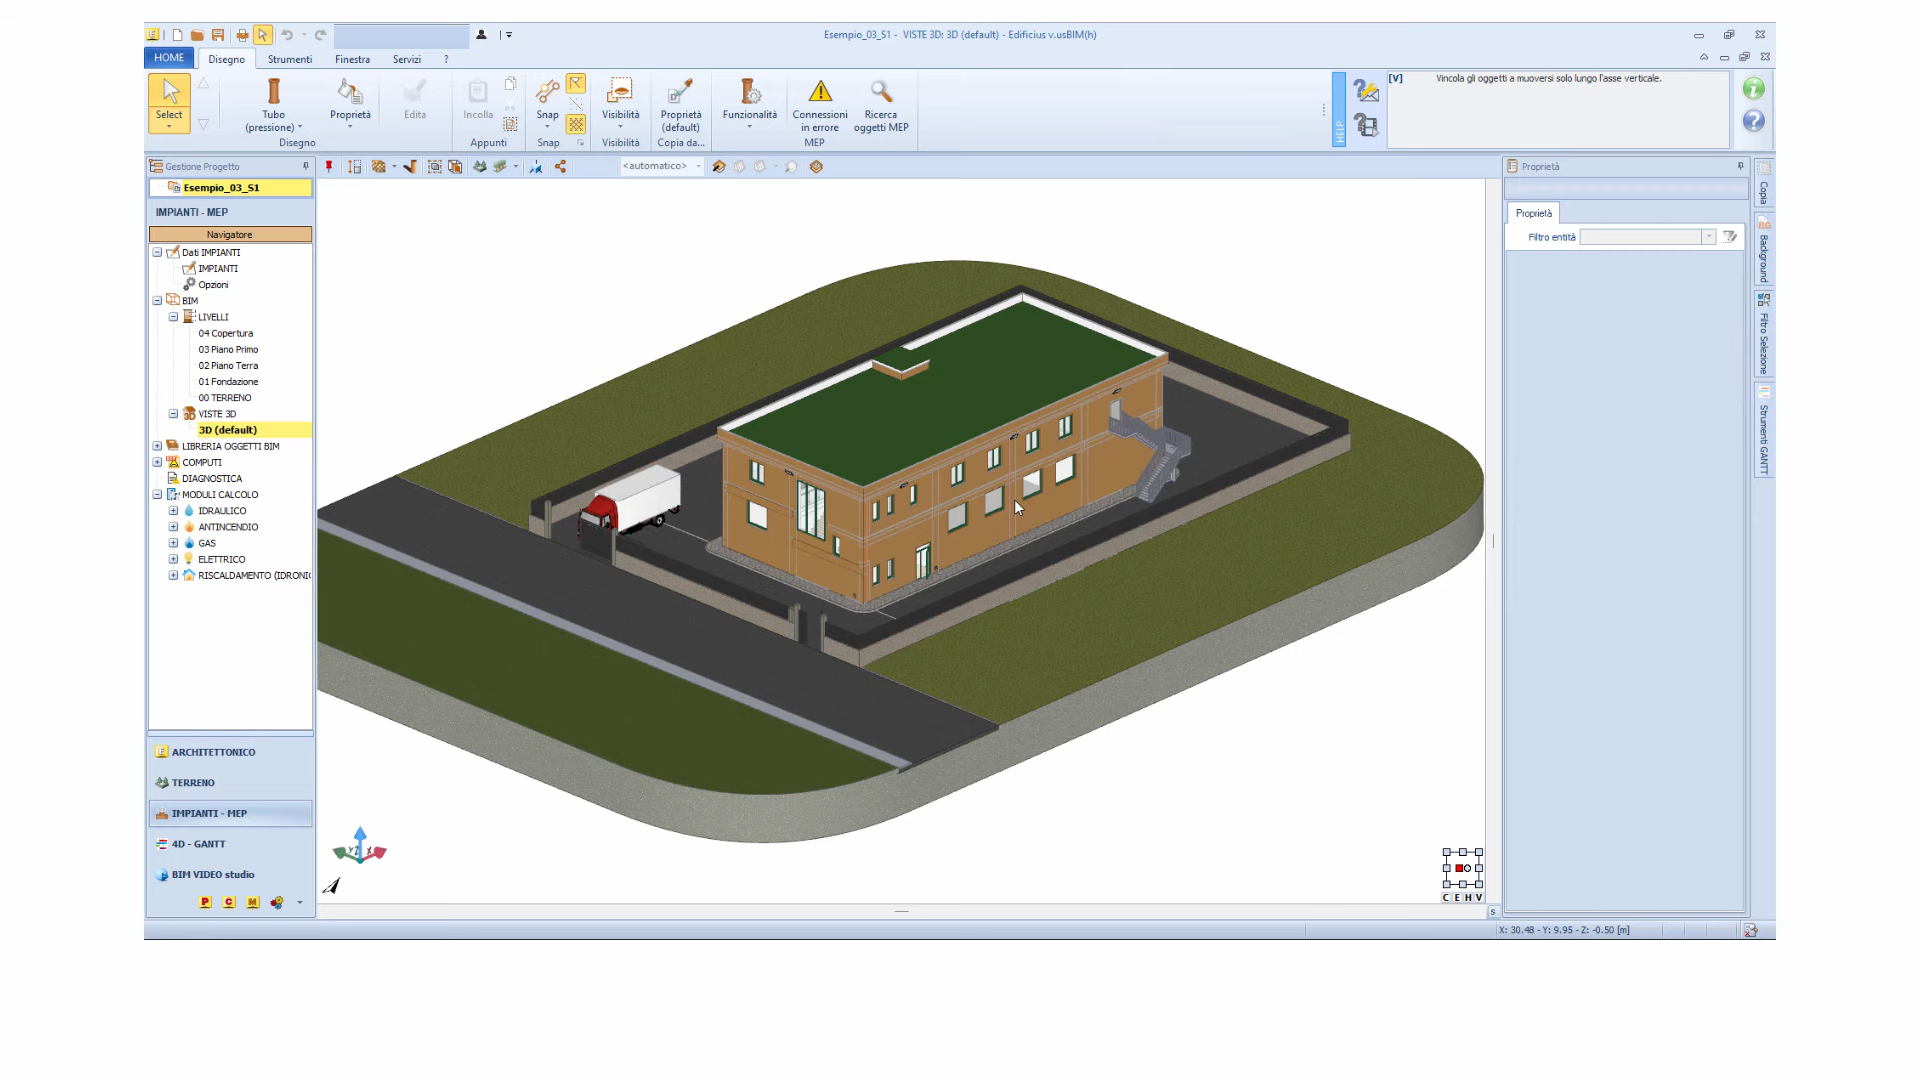 Esempio_03_S1 - VISTE 3D: 3D (default) - Edificius v.usBIM(h)
HOME
Disegno
Strumenti
Finestra
Servizi
?
Select
Tubo
(pressione)
Proprietà
Edita
Disegno
Incolla
Appunti
Snap
Snap
Visibilità
Visibilità
Proprietà
(default)
Copia da...
Funzionalità
Connessioni
in errore
Ricerca
oggetti MEP
MEP
HELP
[V]
Vincola gli oggetti a muoversi solo lungo l'asse verticale.
Gestione Progetto
<automatico>
Proprietà
Esempio_03_S1
IMPIANTI - MEP
Navigatore
Dati IMPIANTI
IMPIANTI
Opzioni
BIM
LIVELLI
04 Copertura
03 Piano Primo
02 Piano Terra
01 Fondazione
00 TERRENO
VISTE 3D
3D (default)
LIBRERIA OGGETTI BIM
COMPUTI
DIAGNOSTICA
MODULI CALCOLO
IDRAULICO
ANTINCENDIO
GAS
ELETTRICO
RISCALDAMENTO (IDRONI
ARCHITETTONICO
TERRENO
IMPIANTI - MEP
4D - GANTT
BIM VIDEO studio
P C M
Proprietà
Filtro entità
Copia
Background
Filtro Selezione
Strumenti GANTT
Y Z X
C E H V
S
X: 30.48 - Y: 9.95 - Z: -0.50 [m]